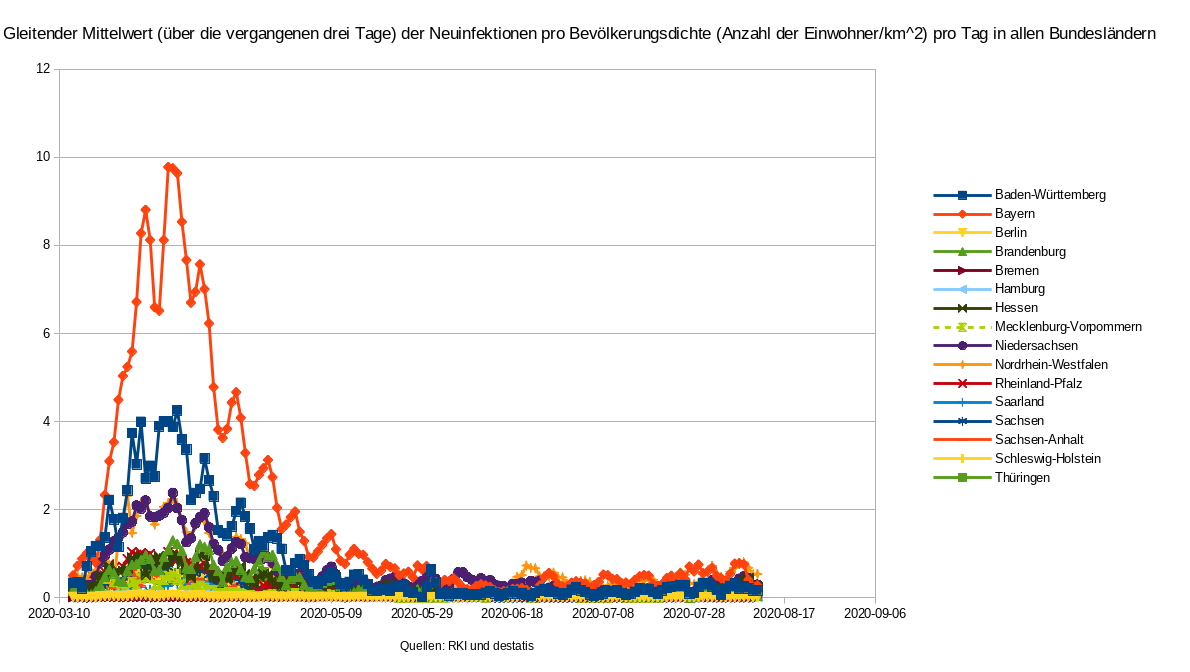 Gleitender Mittelwert (über die vergangenen drei Tage) der Neuinfektionen pro Bevölkerungsdichte (Anzahl der Einwohner/km^2) pro Tag in allen Bundesländern
12
10
8
6
4
2
0
2020-03-10 2020-03-30 2020-04-19 2020-05-09 2020-05-29 2020-06-18 2020-07-08 2020-07-28 2020-08-17 2020-09-06
Baden-Württemberg
Bayern
Berlin
Brandenburg
Bremen
Hamburg
Hessen
Mecklenburg-Vorpommern
Niedersachsen
Nordrhein-Westfalen
Rheinland-Pfalz
Saarland
Sachsen
Sachsen-Anhalt
Schleswig-Holstein
Thüringen
Quellen: RKI und destatis